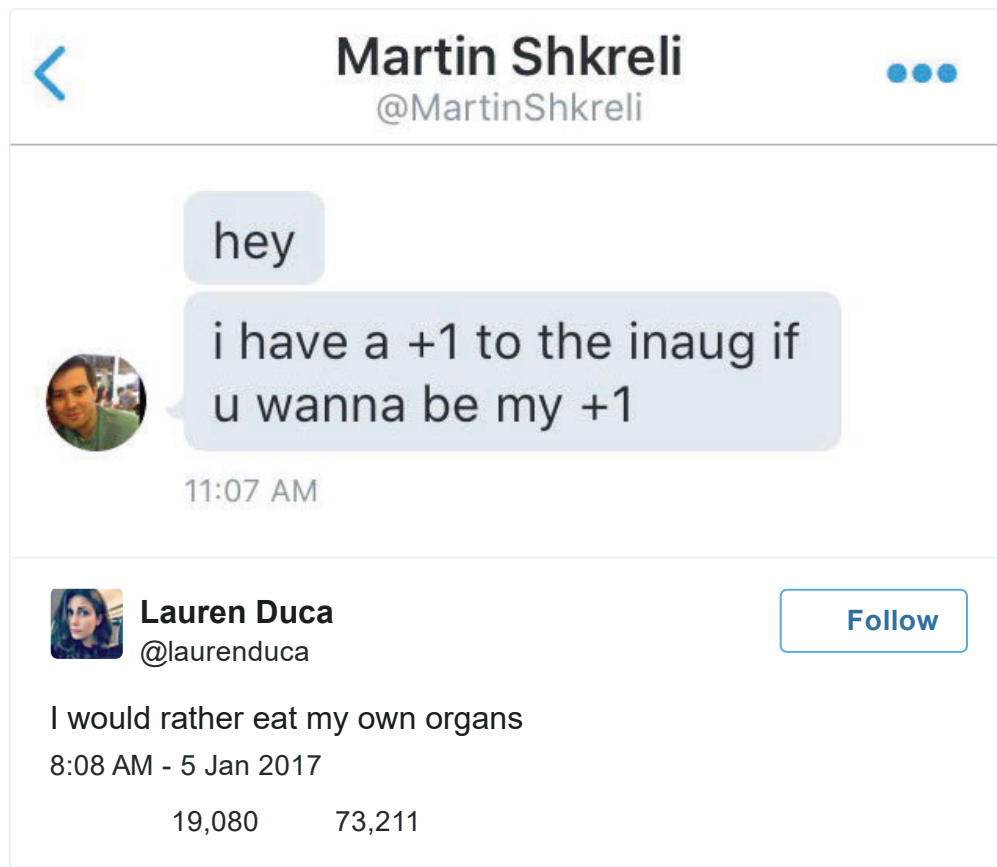 Martin Shkreli
@MartinShkreli
hey
i have a +1 to the inaug if
u wanna be my +1
11:07 AM
Lauren Duca
@laurenduca
Follow
I would rather eat my own organs
8:08 AM - 5 Jan 2017
19,080 73,211